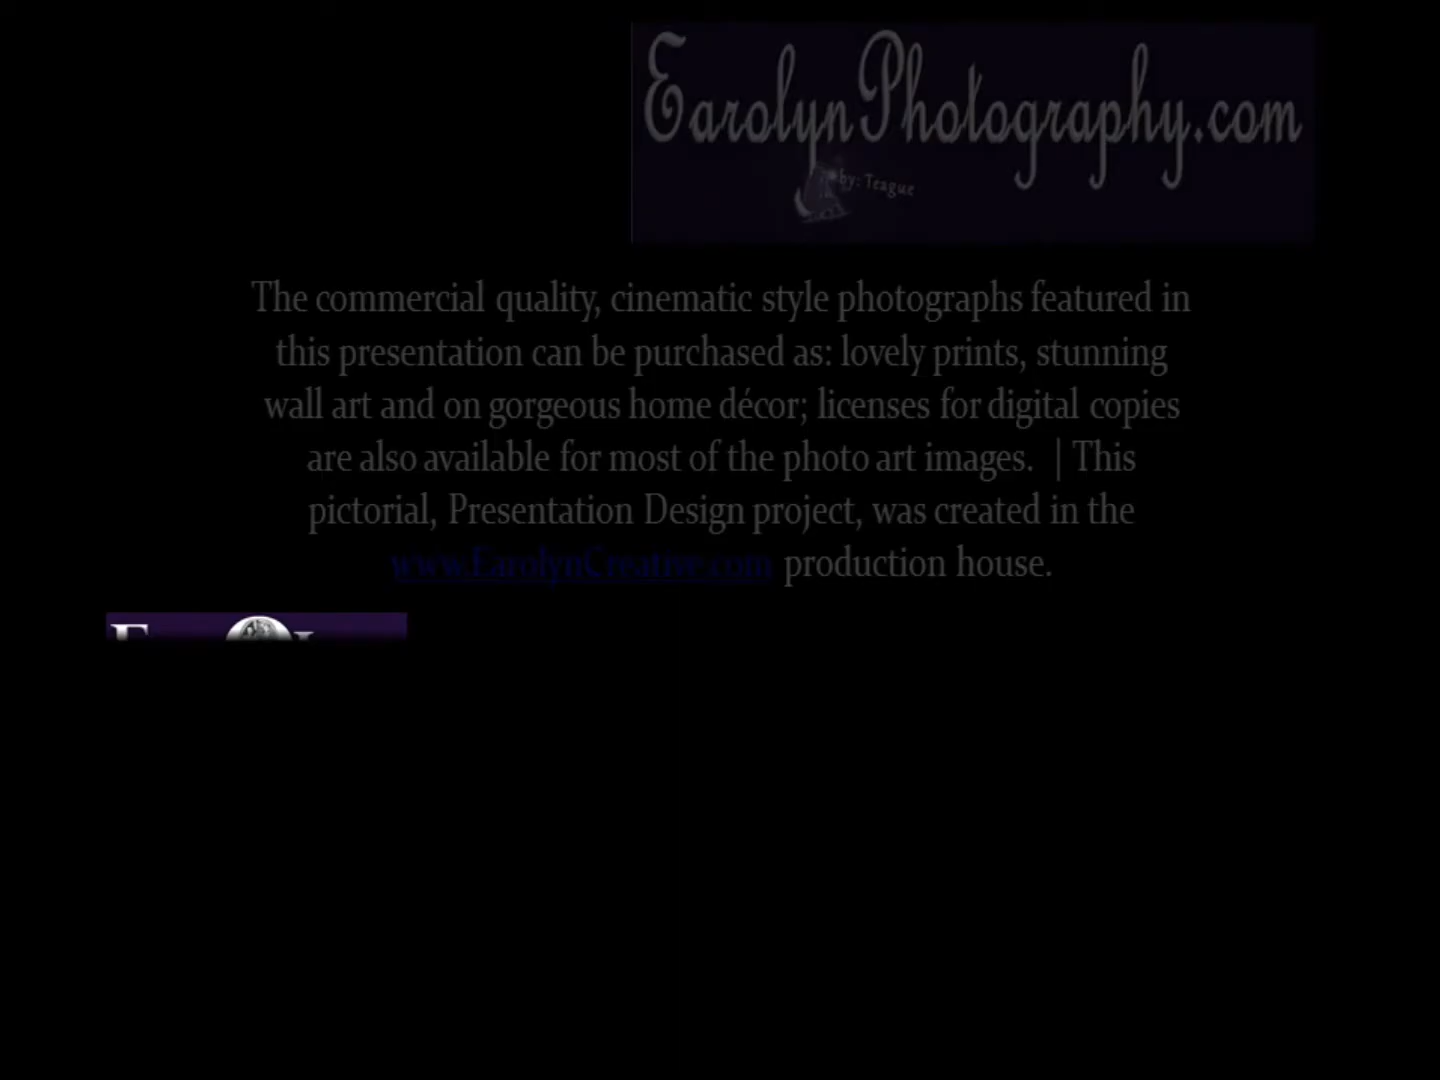 EarolynPhotography.com
by: Teague
The commercial quality, cinematic style photographs featured in
this presentation can be purchased as: lovely prints, stunning
wall art and on gorgeous home décor; licenses for digital copies
are also available for most of the photo art images.  | This
pictorial, Presentation Design project, was created in the
www.EarolynCreative.com production house.